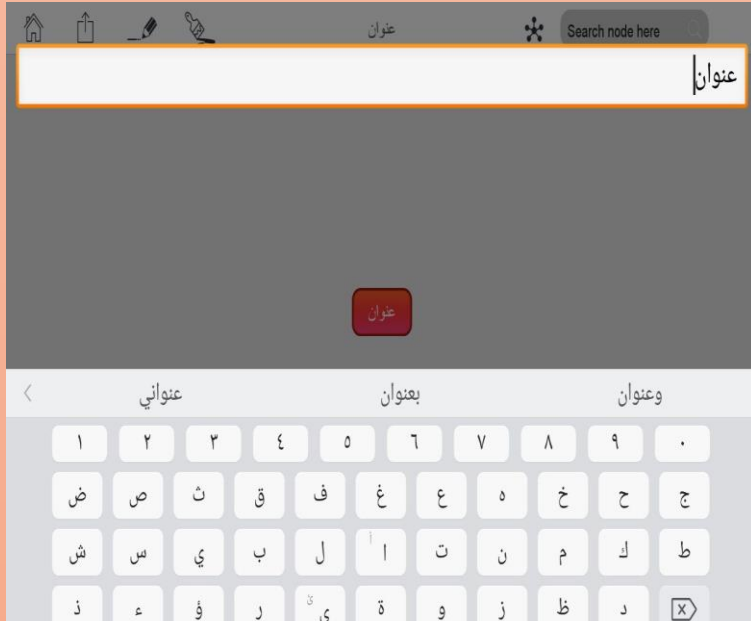 عنوان
Search node here
عنوان
عنوان
وعنوان بعنوان عنواني
١ ٢ ٣ ٤ ٥ ٦ ٧ ٨ ٩ ٠
ض ص ث ق ف غ ع ه خ ح ج
ش س ي ب ل ا أ ت ن م ك ط
ذ ء ؤ ر ى ئ ة و ز ظ د